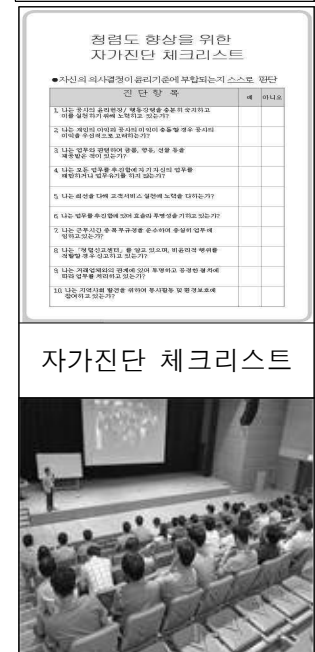 청렴도 향상을 위한
자가진단 체크리스트
●자신의 의사결정이 윤리기준에 부합되는지 스스로 판단
진 단 항 목
예
아니오
1. 나는 공사의 윤리헌장/행동강령을 충분히 숙지하고
이를 실천하기 위해 노력하고 있는가?
2. 나는 개인의 이익과 공사의 이익이 충돌할 경우 공사의
이익을 우선적으로 고려하는가?
3. 나는 업무와 관련하여 금품, 향응, 선물 등을
제공받은 적이 있는가?
4. 나는 모든 업무를 추진함에 자기 자신의 업무를
태만하거나 업무유기를 하지 않는가?
5. 나는 최선을 다해 고객서비스 실천에 노력을 다하는가?
6. 나는 업무를 추진함에 있어 효율과 투명성을 기하고 있는가?
7. 나는 근무시간 중 복무규정을 준수하며 충실히 업무에
임하고 있는가?
8. 나는 「청렴신고센터」를 알고 있으며, 비윤리적 행위를
적발할 경우 신고하고 있는가?
9. 나는 거래업체와의 관계에 있어 투명하고 공정한 절차에
따라 업무를 처리하고 있는가?
10. 나는 지역사회 발전을 위하여 봉사활동 및 환경보호에
참여하고 있는가?
자가진단 체크리스트